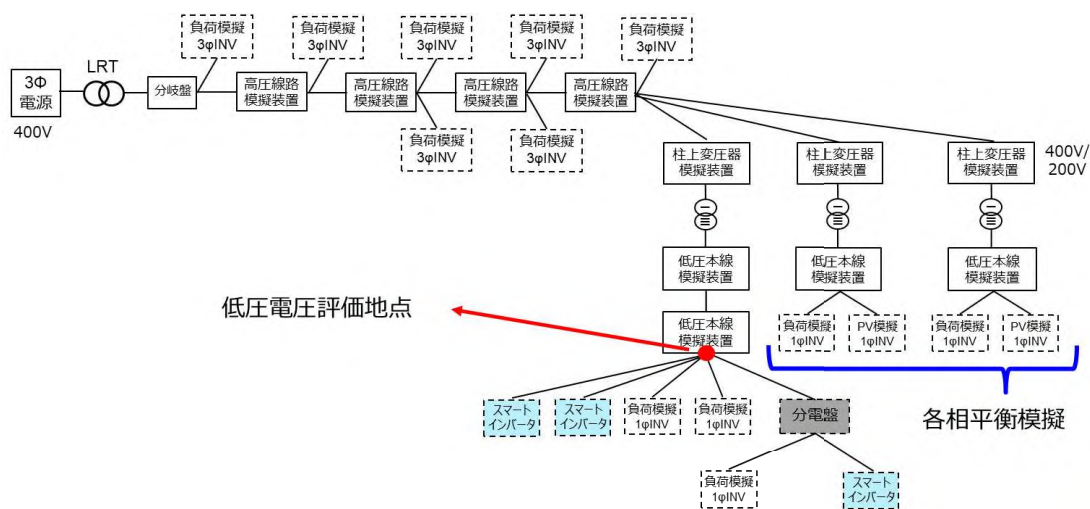 負荷模擬
3φINV
負荷模擬
3φINV
負荷模擬
3φINV
負荷模擬
3φINV
負荷模擬
3φINV
3Φ
電源
400V
LRT
分岐盤
高圧線路
模擬装置
高圧線路
模擬装置
高圧線路
模擬装置
高圧線路
模擬装置
負荷模擬
3φINV
負荷模擬
3φINV
柱上変圧器
模擬装置
柱上変圧器
模擬装置
柱上変圧器
模擬装置
400V/
200V
低圧本線
模擬装置
低圧本線
模擬装置
低圧本線
模擬装置
低圧電圧評価地点
低圧本線
模擬装置
負荷模擬
1φINV
PV模擬
1φINV
負荷模擬
1φINV
PV模擬
1φINV
スマート
インバータ
スマート
インバータ
負荷模擬
1φINV
負荷模擬
1φINV
分電盤
各相平衡模擬
負荷模擬
1φINV
スマート
インバータ